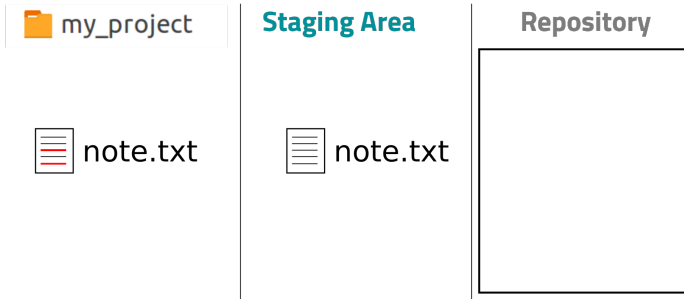 my_project
Staging Area
Repository
note.txt
note.txt